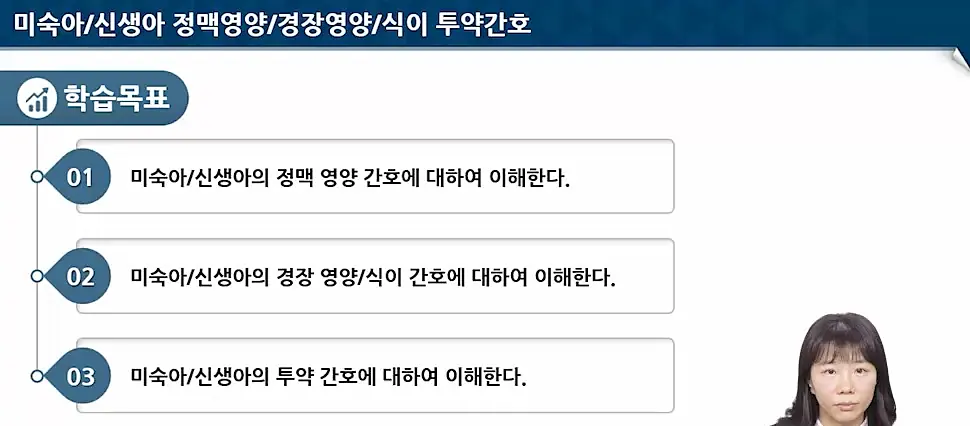 미숙아/신생아 정맥영양/경장영양/식이 투약간호
학습목표
01 미숙아/신생아의 정맥 영양 간호에 대하여 이해한다.
02 미숙아/신생아의 경장 영양/식이 간호에 대하여 이해한다.
03 미숙아/신생아의 투약 간호에 대하여 이해한다.